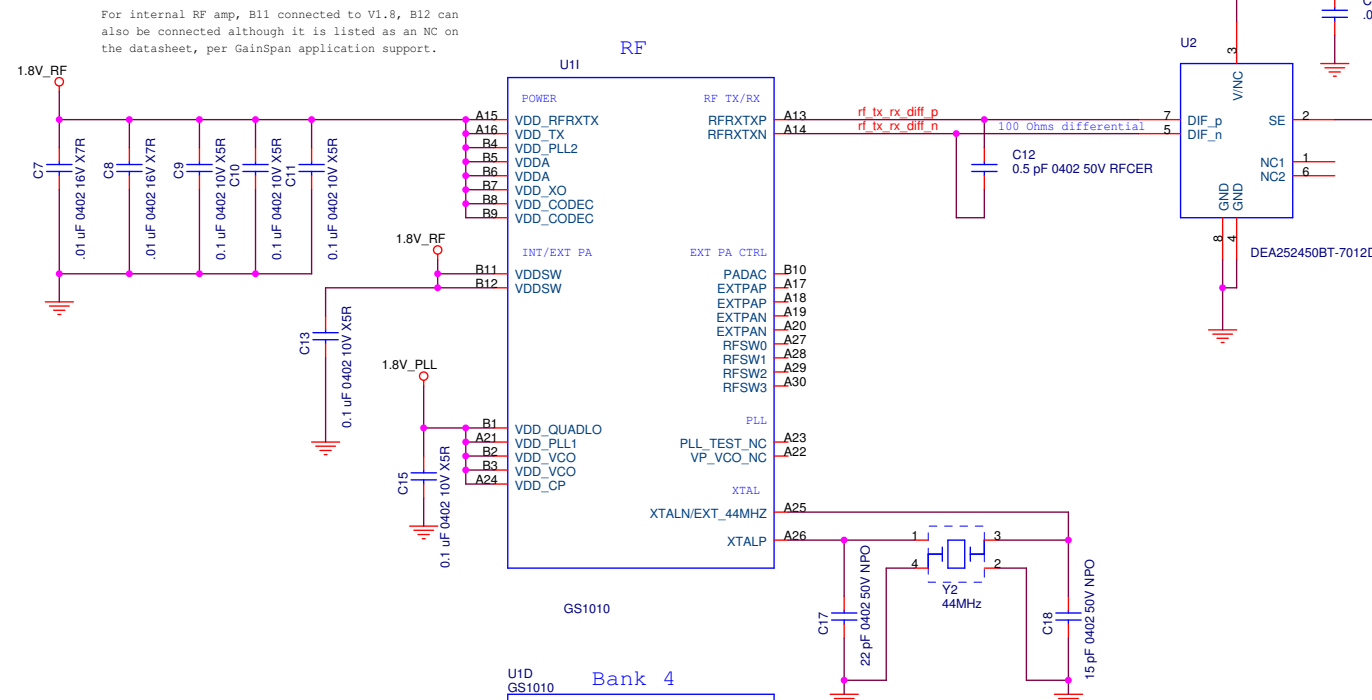 For internal RF amp, B11 connected to V1.8, B12 can
also be connected although it is listed as an NC on
the datasheet, per GainSpan application support.
RF
U1I
1.8V_RF
C7
.01 uF 0402 16V X7R
C8
.01 uF 0402 16V X7R
C9
0.1 uF 0402 10V X5R
C10
0.1 uF 0402 10V X5R
C11
0.1 uF 0402 10V X5R
POWER
A15 VDD_RFRXTX
A16 VDD_TX
B4 VDD_PLL2
B5 VDDA
B6 VDDA
B7 VDD_XO
B8 VDD_CODEC
B9 VDD_CODEC
1.8V_RF
INT/EXT PA
B11 VDDSW
B12 VDDSW
C13
0.1 uF 0402 10V X5R
1.8V_PLL
B1 VDD_QUADLO
A21 VDD_PLL1
B2 VDD_VCO
B3 VDD_VCO
A24 VDD_CP
C15
0.1 uF 0402 10V X5R
RF TX/RX
RFRXTXP A13
RFRXTXN A14
rf_tx_rx_diff_p
rf_tx_rx_diff_n
100 Ohms differential
C12
0.5 pF 0402 50V RFCER
EXT PA CTRL
PADAC B10
EXTPAP A17
EXTPAP A18
EXTPAN A19
EXTPAN A20
RFSW0 A27
RFSW1 A28
RFSW2 A29
RFSW3 A30
PLL
PLL_TEST_NC A23
VP_VCO_NC A22
XTAL
XTALN/EXT_44MHZ A25
XTALP A26
GS1010
U2
3
V/NC
7 DIF_p
5 DIF_n
SE 2
NC1 1
NC2 6
GND
GND
8
4
DEA252450BT-7012D
C
.0
1
3
4
2
Y2
44MHz
C17
22 pF 0402 50V NPO
C18
15 pF 0402 50V NPO
U1D
GS1010
Bank 4